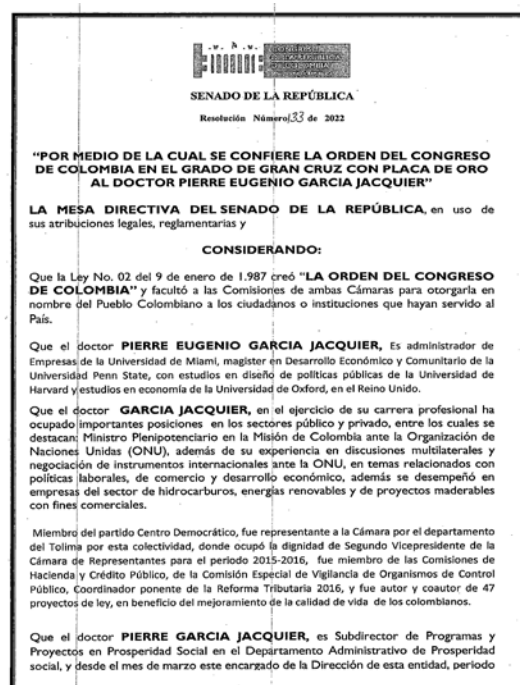 SENADO DE LA REPÚBLICA
Resolución Número 133 de 2022
"POR MEDIO DE LA CUAL SE CONFIERE LA ORDEN DEL CONGRESO
DE COLOMBIA EN EL GRADO DE GRAN CRUZ CON PLACA DE ORO
AL DOCTOR PIERRE EUGENIO GARCIA JACQUIER"
LA MESA DIRECTIVA DEL SENADO DE LA REPÚBLICA, en uso de
sus atribuciones legales, reglamentarias y
CONSIDERANDO:
Que la Ley No. 02 del 9 de enero de 1.987 creó "LA ORDEN DEL CONGRESO
DE COLOMBIA" y facultó a las Comisiones de ambas Cámaras para otorgarla en
nombre del Pueblo Colombiano a los ciudadanos o instituciones que hayan servido al
País.
Que el doctor PIERRE EUGENIO GARCIA JACQUIER, Es administrador de
Empresas de la Universidad de Miami, magister en Desarrollo Económico y Comunitario de la
Universidad Penn State, con estudios en diseño de políticas públicas de la Universidad de
Harvard y estudios en economía de la Universidad de Oxford, en el Reino Unido.
Que el doctor GARCIA JACQUIER, en el ejercicio de su carrera profesional ha
ocupado importantes posiciones en los sectores público y privado, entre los cuales se
destacan: Ministro Plenipotenciario en la Misión de Colombia ante la Organización de
Naciones Unidas (ONU), además de su experiencia en discusiones multilaterales y
negociación de instrumentos internacionales ante la ONU, en temas relacionados con
políticas laborales, de comercio y desarrollo económico, además se desempeñó en
empresas del sector de hidrocarburos, energías renovables y de proyectos maderables
con fines comerciales.
Miembro del partido Centro Democrático, fue representante a la Cámara por el departamento
del Tolima por esta colectividad, donde ocupó la dignidad de Segundo Vicepresidente de la
Cámara de Representantes para el periodo 2015-2016, fue miembro de las Comisiones de
Hacienda y Crédito Público, de la Comisión Especial de Vigilancia de Organismos de Control
Público, Coordinador ponente de la Reforma Tributaria 2016, y fue autor y coautor de 47
proyectos de ley, en beneficio del mejoramiento de la calidad de vida de los colombianos.
Que el doctor PIERRE GARCIA JACQUIER, es Subdirector de Programas y
Proyectos en Prosperidad Social en el Departamento Administrativo de Prosperidad
social, y desde el mes de marzo este encargado de la Dirección de esta entidad, periodo